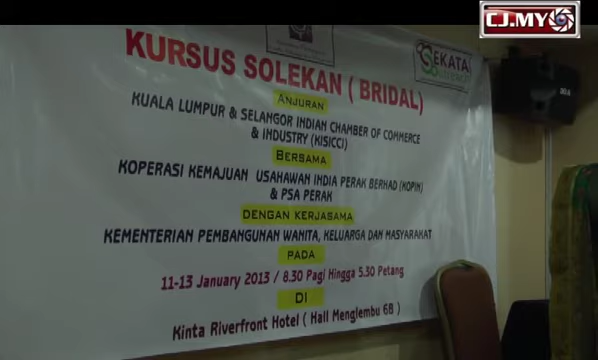 CJ.MY
SEKATA
KURSUS SOLEKAN ( BRIDAL)
ANJURAN
KUALA LUMPUR & SELANGOR INDIAN CHAMBER OF COMMERCE
& INDUSTRY (KISICCI)
BERSAMA
KOPERASI KEMAJUAN USAHAWAN INDIA PERAK BERHAD (KOPIN)
& PSA PERAK
DENGAN KERJASAMA
KEMENTERIAN PEMBANGUNAN WANITA, KELUARGA DAN MASYARAKAT
PADA
11-13 January 2013 / 8.30 Pagi Hingga 5.30 Petang
DI
Kinta Riverfront Hotel ( Hall Menglembu 6B )